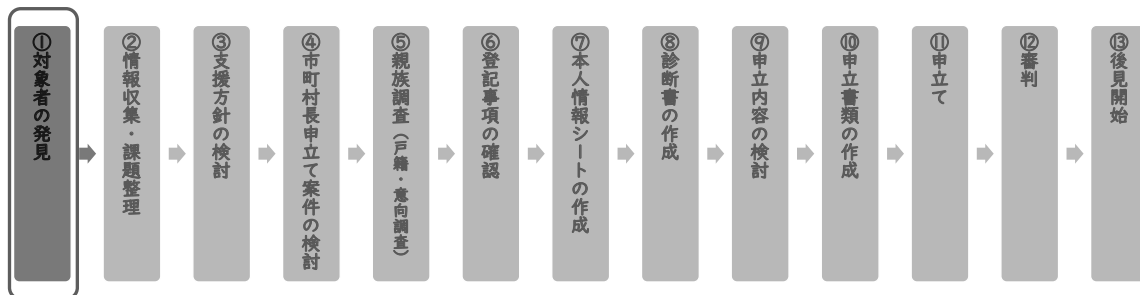 ①対象者の発見
②情報収集・課題整理
③支援方針の検討
④市町村長申立て案件の検討
⑤親族調査（戸籍・意向調査）
⑥登記事項の確認
⑦本人情報シートの作成
⑧診断書の作成
⑨申立内容の検討
⑩申立書類の作成
⑪申立て
⑫審判
⑬後見開始